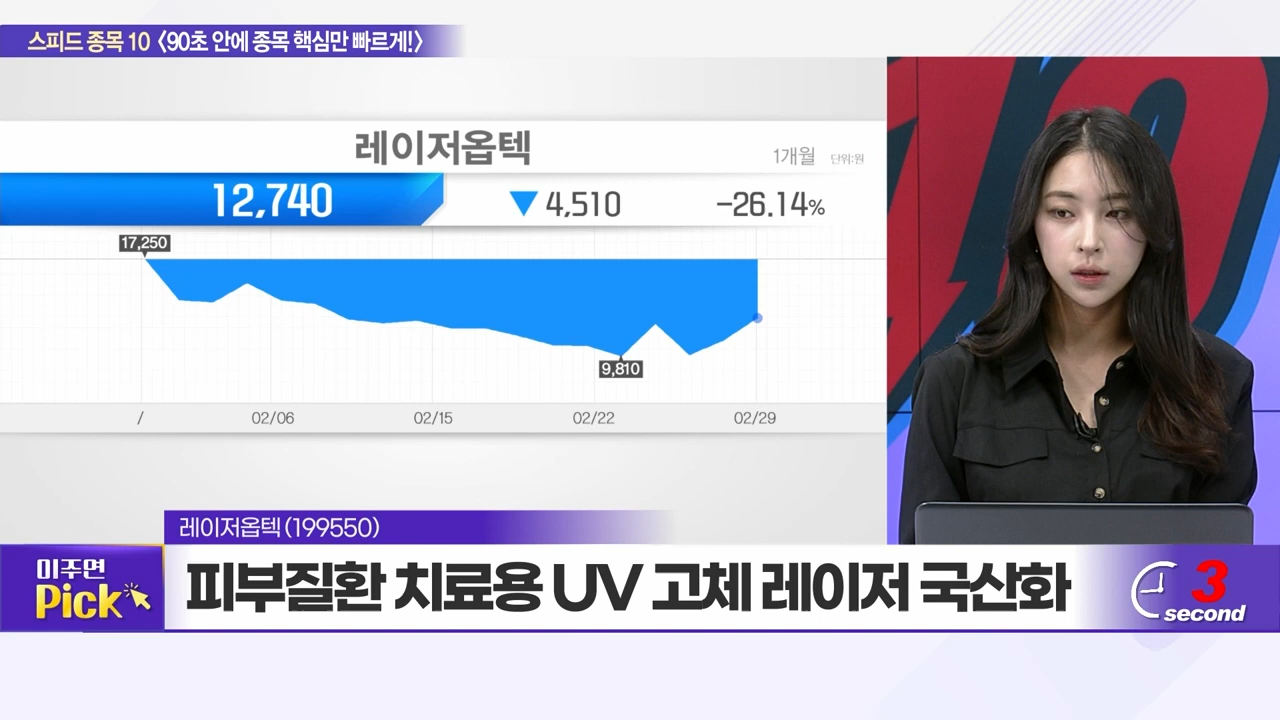 스피드 종목 10 <90초 안에 종목 핵심만 빠르게!>
레이저옵텍
1개월 단위:원
12,740 ▼ 4,510 -26.14%
17,250
9,810
/ 02/06 02/15 02/22 02/29
10
레이저옵텍(199550)
미주면
Pick
피부질환 치료용 UV 고체 레이저 국산화
3
second